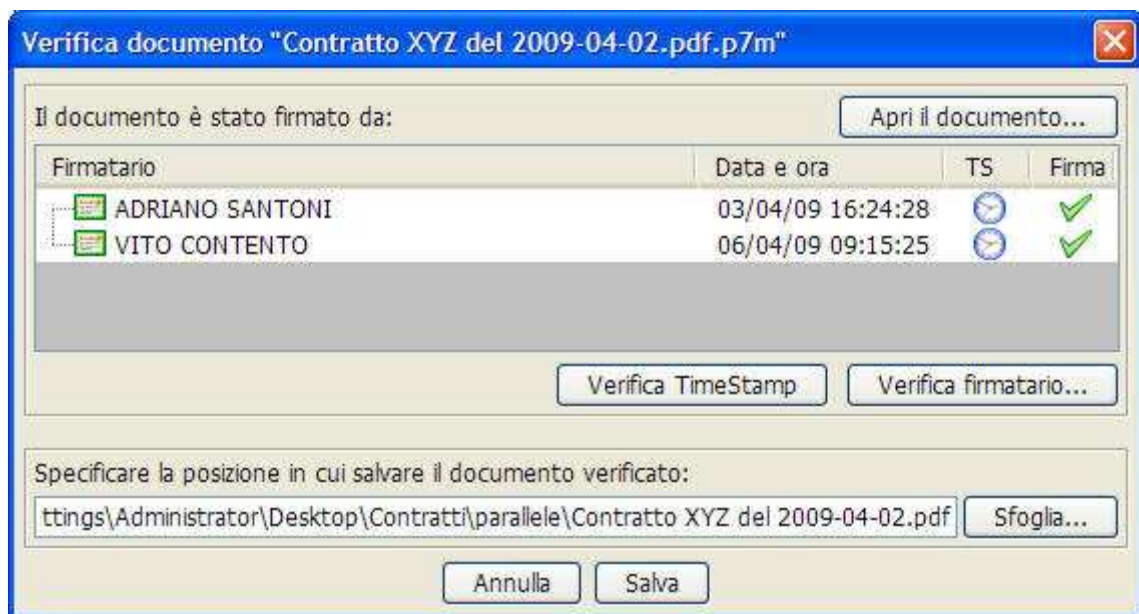 Verifica documento "Contratto XYZ del 2009-04-02.pdf.p7m"
Il documento è stato firmato da: Apri il documento...
Firmatario Data e ora TS Firma
ADRIANO SANTONI 03/04/09 16:24:28
VITO CONTENTO 06/04/09 09:15:25
Verifica TimeStamp Verifica firmatario...
Specificare la posizione in cui salvare il documento verificato:
ttings\Administrator\Desktop\Contratti\parallele\Contratto XYZ del 2009-04-02.pdf Sfoglia...
Annulla Salva